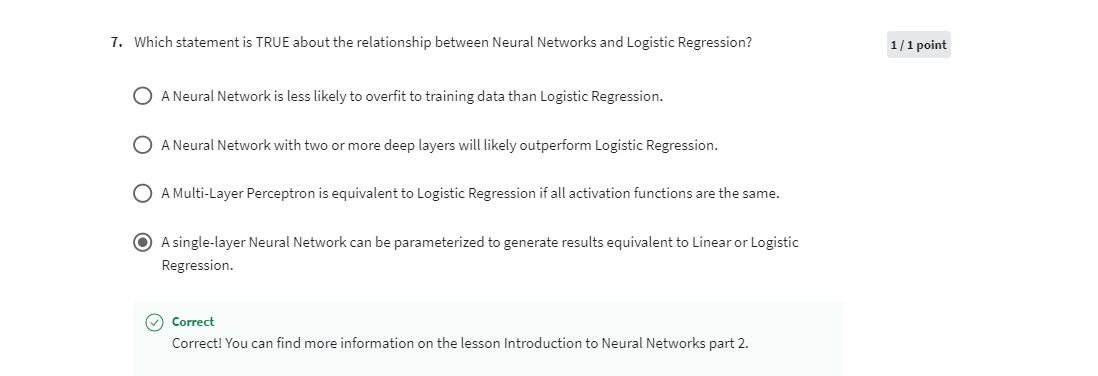 7. Which statement is TRUE about the relationship between Neural Networks and Logistic Regression?
1 / 1 point
A Neural Network is less likely to overfit to training data than Logistic Regression.
A Neural Network with two or more deep layers will likely outperform Logistic Regression.
A Multi-Layer Perceptron is equivalent to Logistic Regression if all activation functions are the same.
A single-layer Neural Network can be parameterized to generate results equivalent to Linear or Logistic
Regression.
Correct
Correct! You can find more information on the lesson Introduction to Neural Networks part 2.